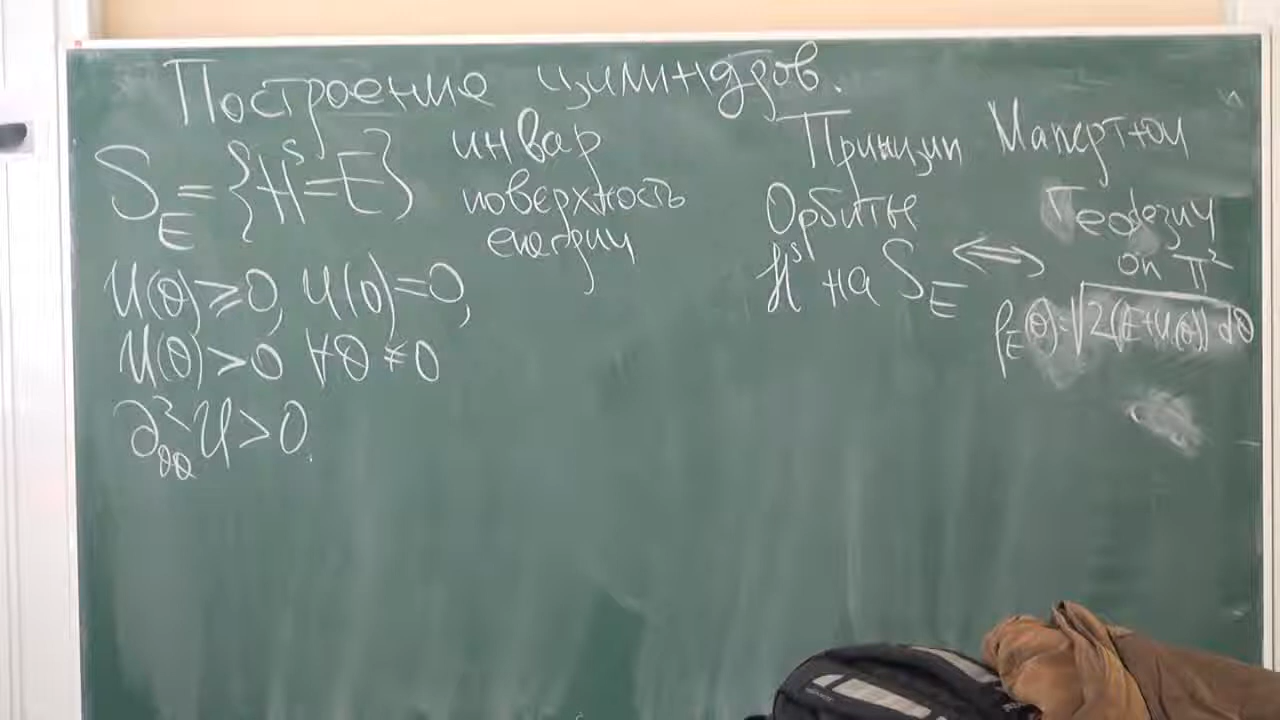 Построение цилиндров.
S_E = {H^s = E} инвар
поверхность
енергии
U(θ) ≥ 0, U(0) = 0,
U(θ) > 0 ∀θ ≠ 0
∂²_θθ U > 0.
Принцип Мапертюи
Орбиты
H^s на S_E ⟺
Геодезич
on π²
ρ_E(θ) = √2(E+U(θ)) dθ